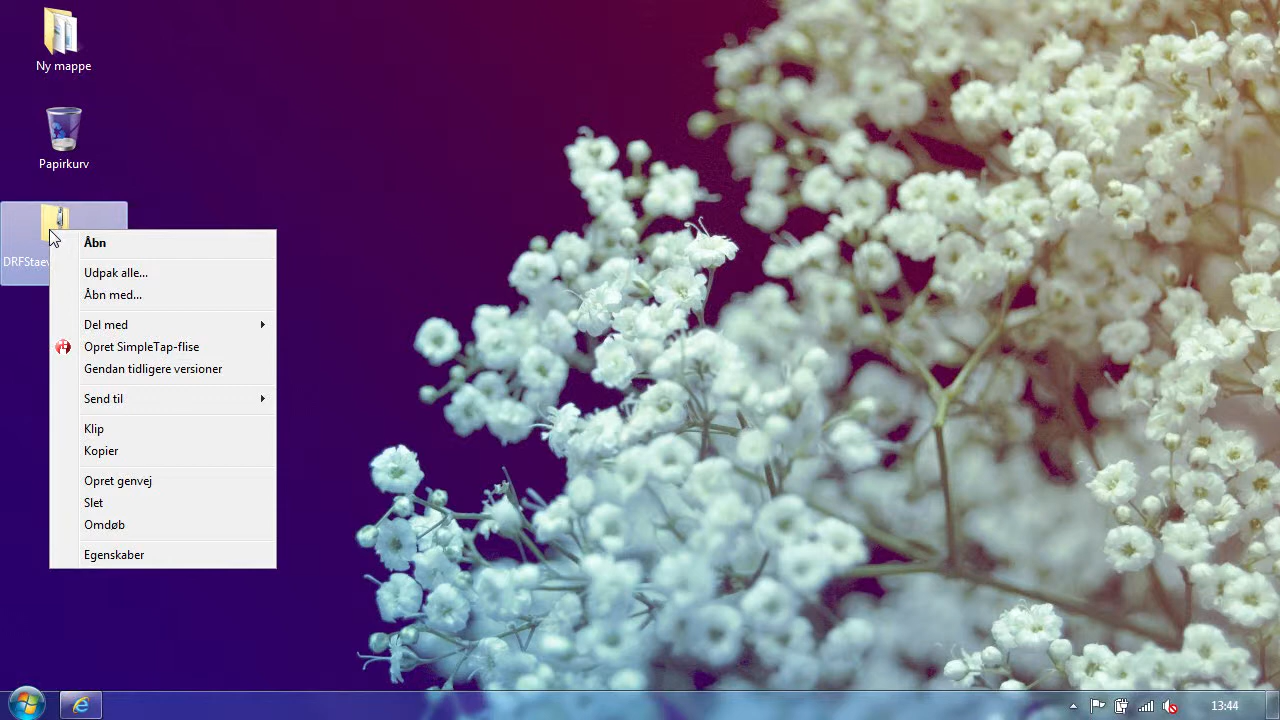 Ny mappe
Papirkurv
Åbn
Udpak alle...
Åbn med...
Del med
Opret SimpleTap-flise
Gendan tidligere versioner
Send til
Klip
Kopier
Opret genvej
Slet
Omdøb
Egenskaber
13:44